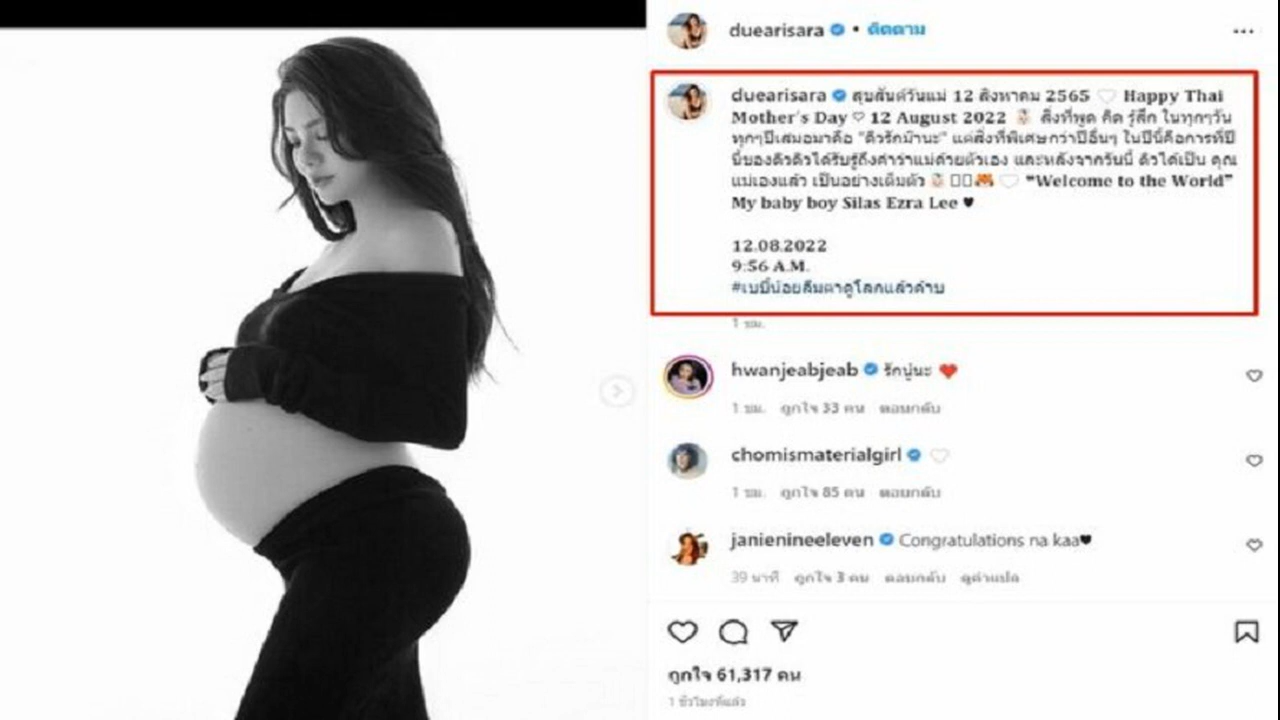 duearisara • ติดตาม
duearisara สุขสันต์วันแม่ 12 สิงหาคม 2565 🤍 Happy Thai
Mother's Day ♡ 12 August 2022 👶🏻 สิ่งที่พูด คิด รู้สึก ในทุกๆวัน
ทุกๆปีเสมอมาคือ "ดิวรักม๊านะ" แต่สิ่งที่พิเศษกว่าปีอื่นๆ ในปีนี้คือการที่ปี
นี้ของดิวดิวได้รับรู้ถึงคำว่าแม่ด้วยตัวเอง และหลังจากวันนี้ ดิวได้เป็น คุณ
แม่เองแล้ว เป็นอย่างเต็มตัว 👶🏻 🦊 🤍 "Welcome to the World"
My baby boy Silas Ezra Lee ♥
12.08.2022
9:56 A.M.
#เบบี๋น้อยลืมตาดูโลกแล้วค้าบ
1 ชม.
hwanjeabjeab รักนู่นะ ❤️
1 ชม. ถูกใจ 33 คน ตอบกลับ
chomismaterialgirl 🤍
1 ชม. ถูกใจ 85 คน ตอบกลับ
janienineeleven Congratulations na kaa♥
39 นาที ถูกใจ 3 คน ตอบกลับ ดูคำแปล
ถูกใจ 61,317 คน
1 ชั่วโมงที่แล้ว